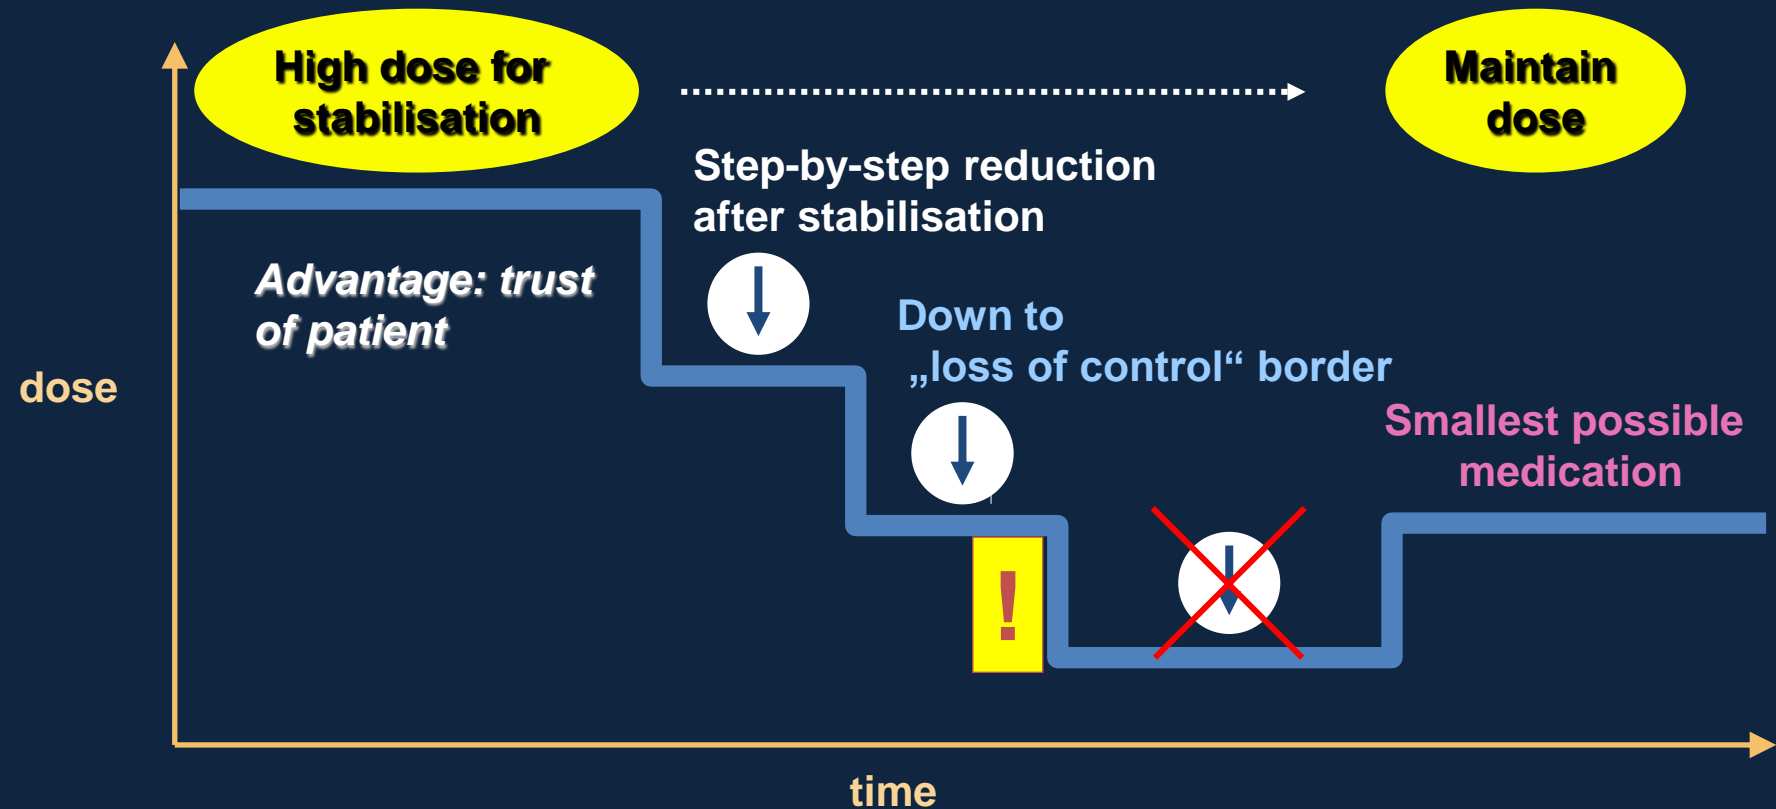 High dose for
stabilisation
Maintain
dose
Step-by-step reduction
after stabilisation
Advantage: trust
of patient
Down to
„loss of control“ border
dose
Smallest possible
medication
!
time